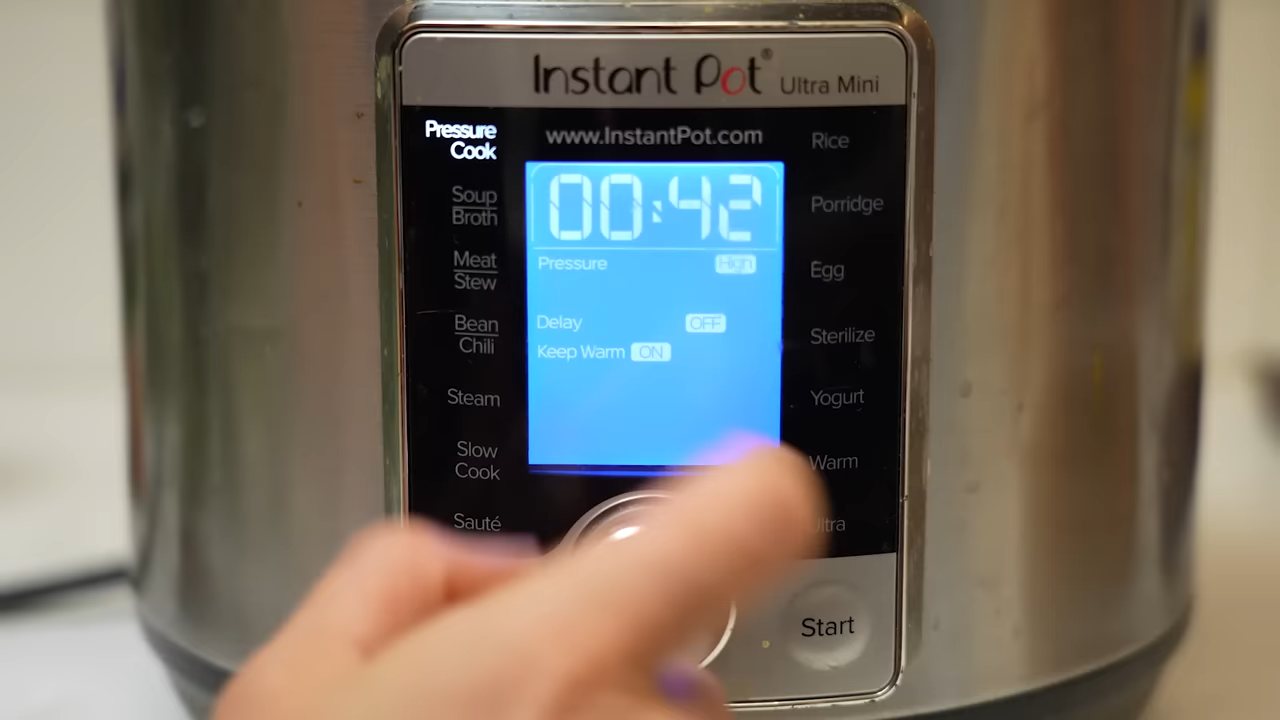 Instant Pot® Ultra Mini
www.InstantPot.com
Pressure
Cook
Soup
Broth
Meat
Stew
Bean
Chili
Steam
Slow
Cook
Sauté
00:42
Pressure High
Delay OFF
Keep Warm ON
Rice
Porridge
Egg
Sterilize
Yogurt
Warm
Ultra
Start